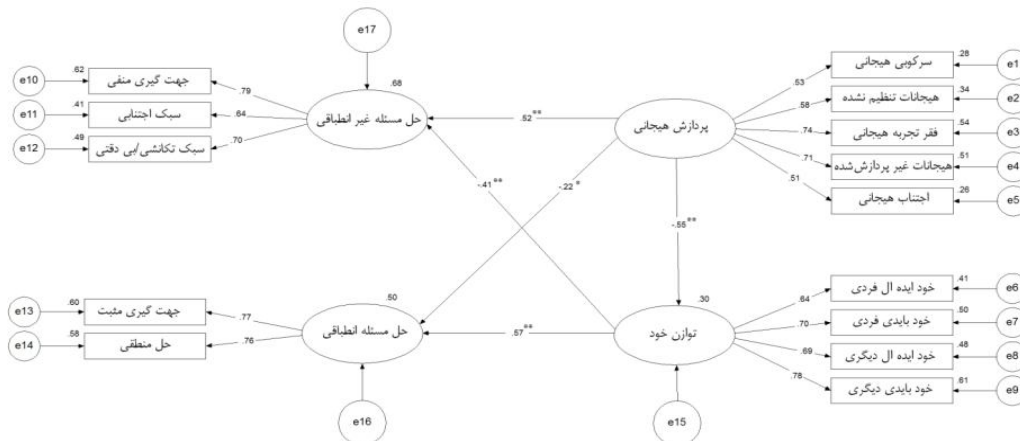 e17
e10
.62
جهت گیری منفی
.79
e11
.41
سبک اجتنابی
.64
e12
.49
سبک تکانشی/بی دقتی
.70
.68
حل مسئله غیر انطباقی
.52**
پردازش هیجانی
.53
سرکوبی هیجانی
.28
e1
.58
هیجانات تنظیم نشده
.34
e2
.74
فقر تجربه هیجانی
.54
e3
.71
هیجانات غیر پردازش‌شده
.51
e4
.51
اجتناب هیجانی
.26
e5
-.41**
-.22*
-.55**
e13
.60
جهت گیری مثبت
.77
e14
.58
حل منطقی
.76
.50
حل مسئله انطباقی
.57**
.30
توازن خود
.64
خود ایده ال فردی
.41
e6
.70
خود بایدی فردی
.50
e7
.69
خود ایده ال دیگری
.48
e8
.78
خود بایدی دیگری
.61
e9
e16
e15